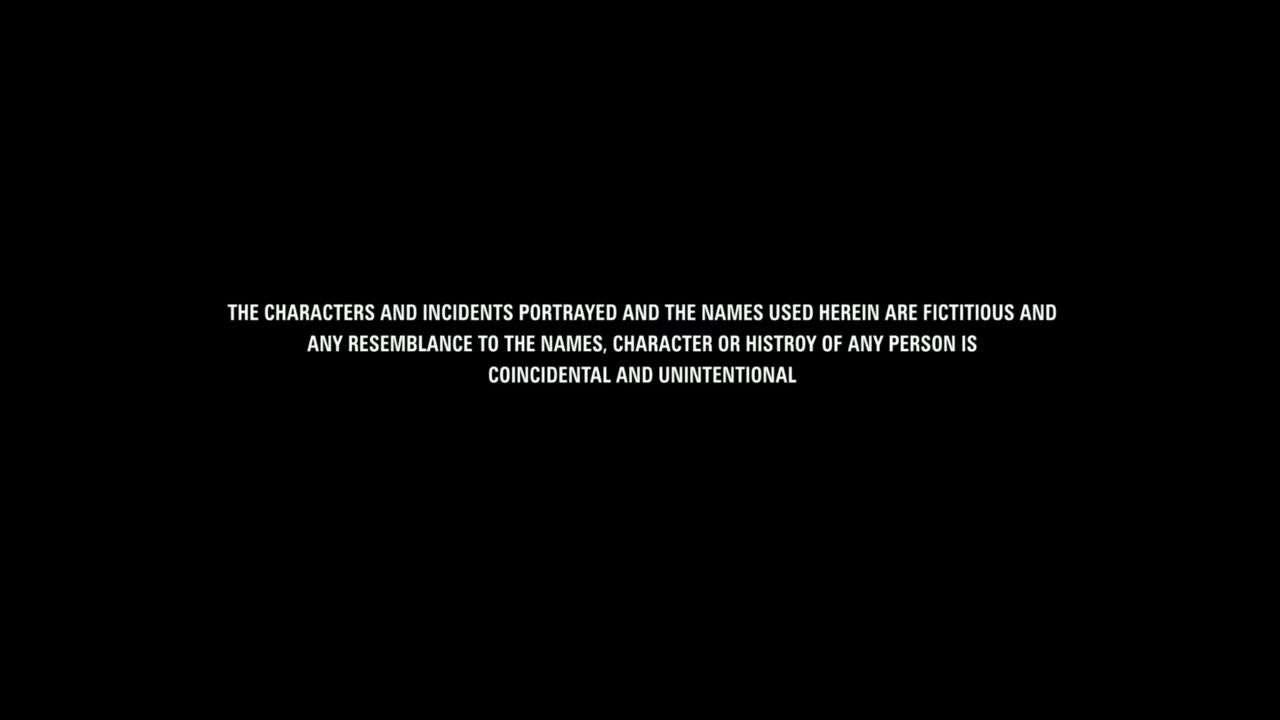 THE CHARACTERS AND INCIDENTS PORTRAYED AND THE NAMES USED HEREIN ARE FICTITIOUS AND
ANY RESEMBLANCE TO THE NAMES, CHARACTER OR HISTROY OF ANY PERSON IS
COINCIDENTAL AND UNINTENTIONAL